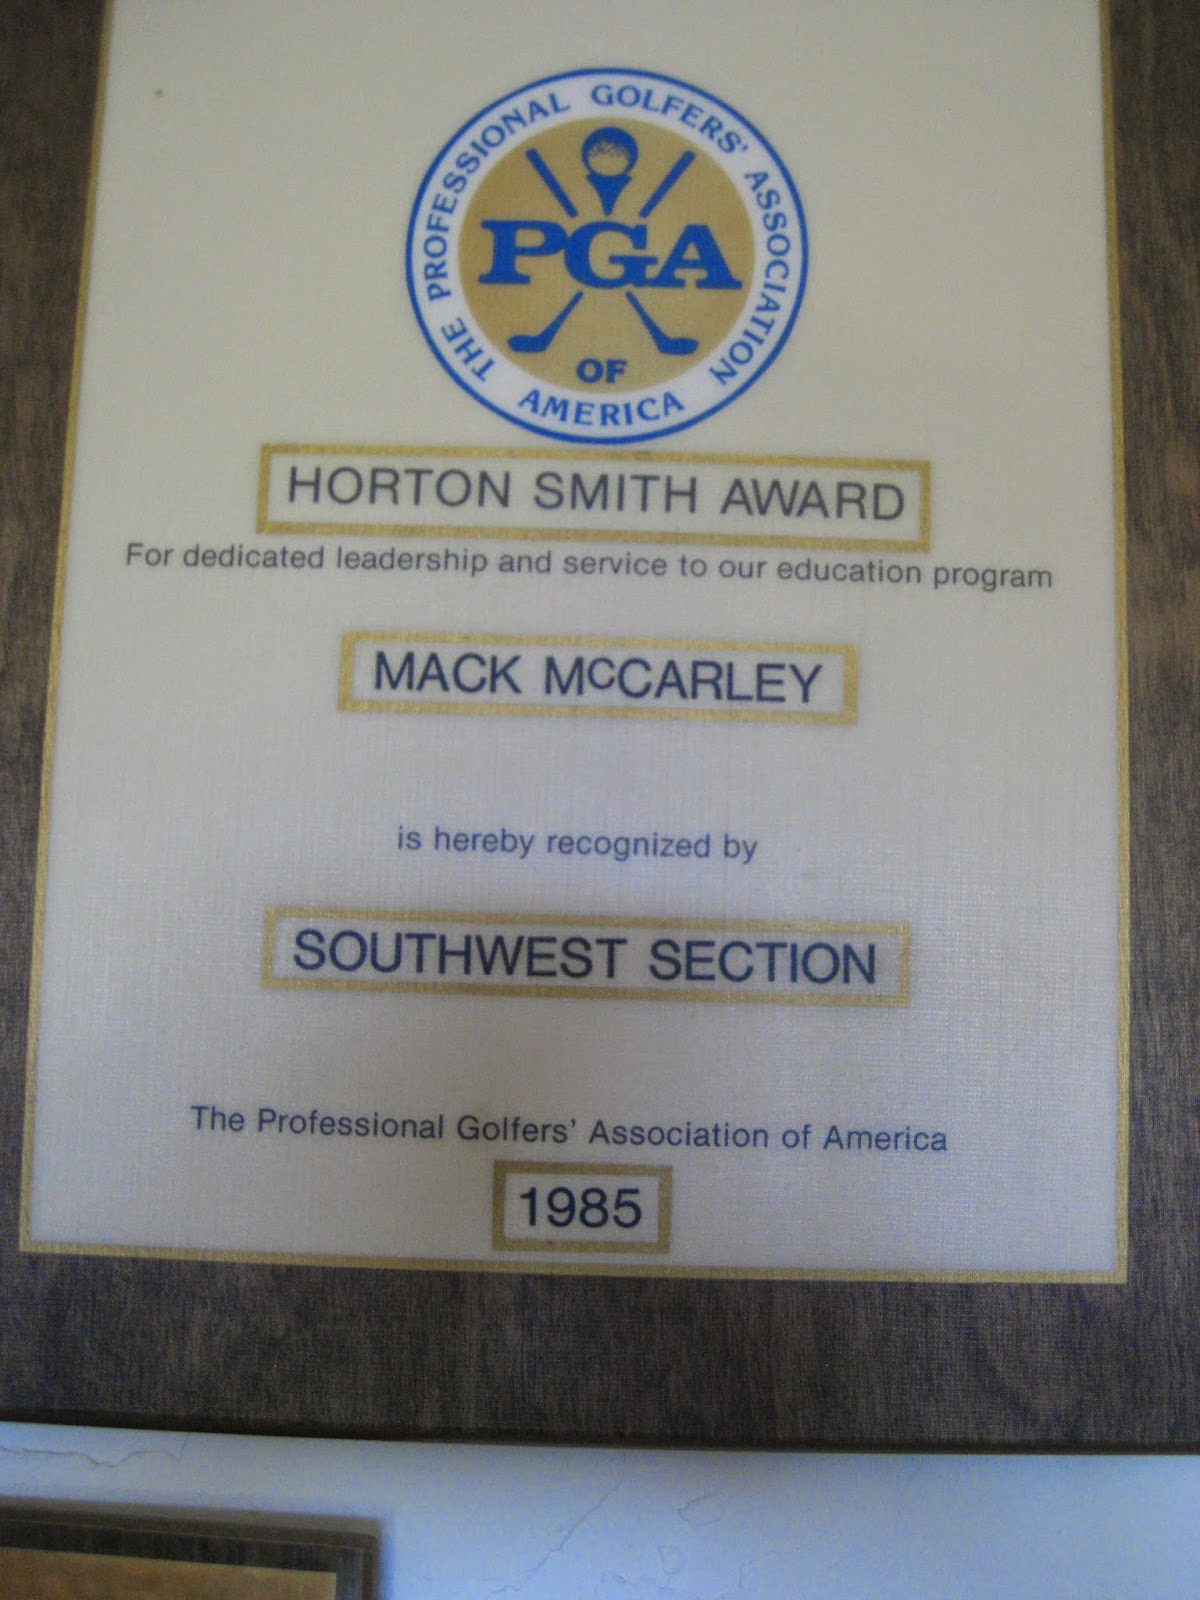 THE PROFESSIONAL GOLFERS' ASSOCIATION
PGA
OF
AMERICA
HORTON SMITH AWARD
For dedicated leadership and service to our education program
MACK McCARLEY
is hereby recognized by
SOUTHWEST SECTION
The Professional Golfers' Association of America
1985